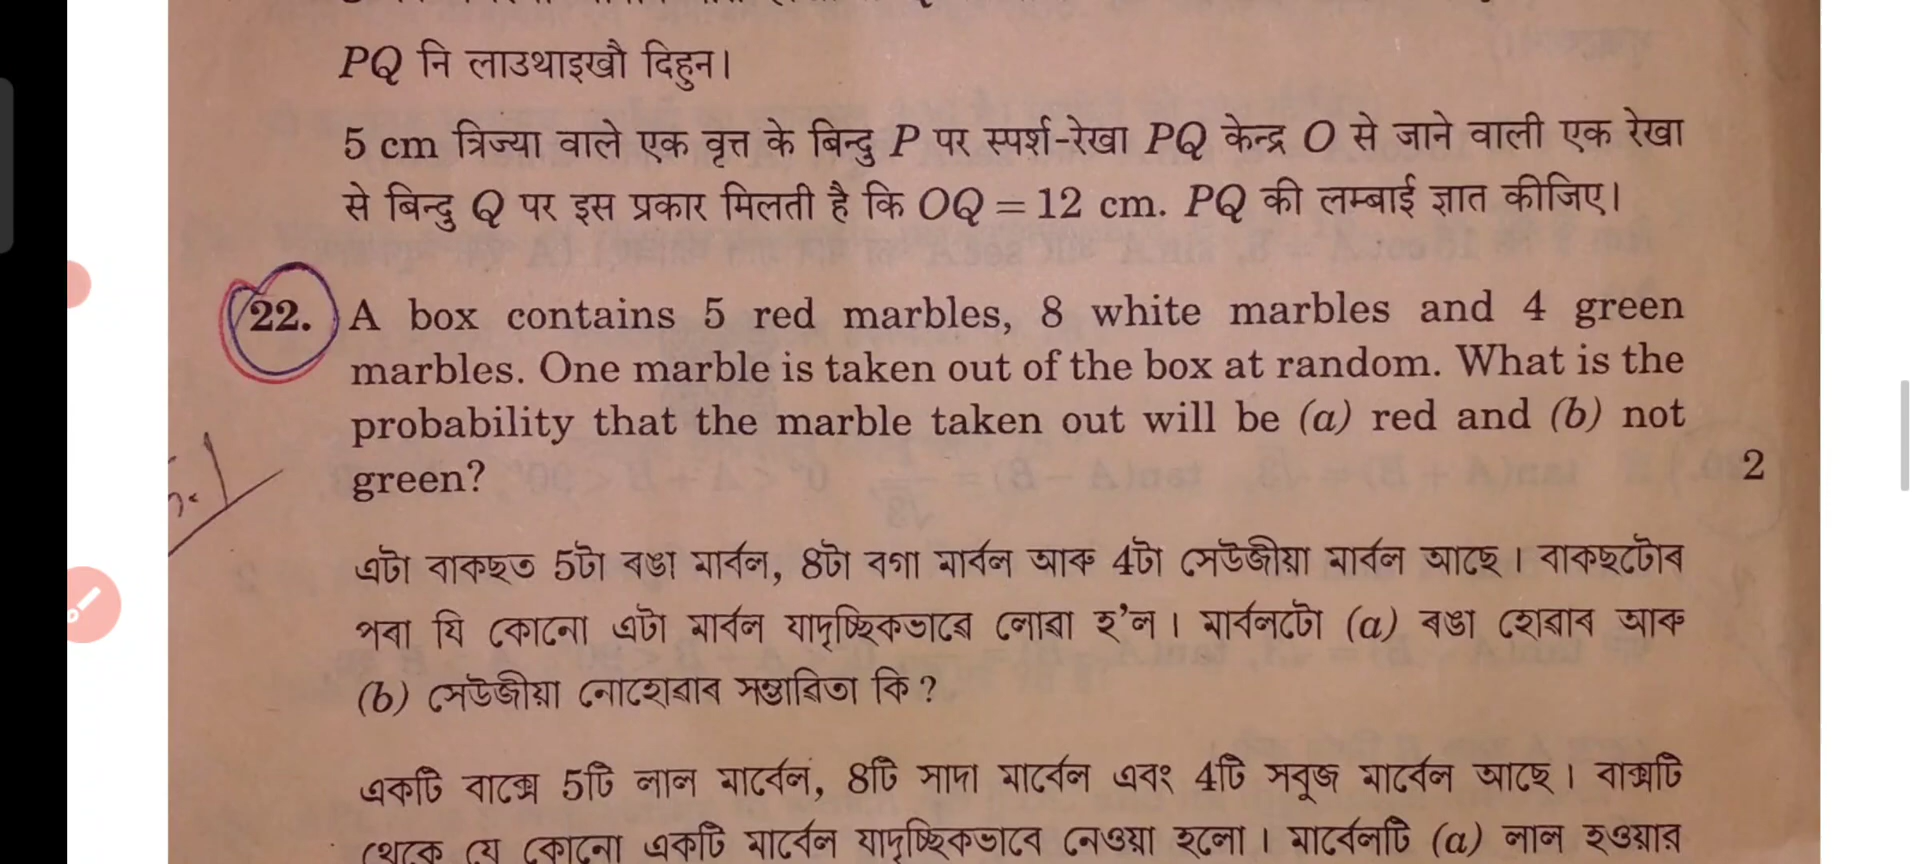 PQ नि लाउथाइखौ दिहुन।
5 cm त्रिज्या वाले एक वृत्त के बिन्दु P पर स्पर्श-रेखा PQ केन्द्र O से जाने वाली एक रेखा
से बिन्दु Q पर इस प्रकार मिलती है कि OQ = 12 cm. PQ की लम्बाई ज्ञात कीजिए।
22. A box contains 5 red marbles, 8 white marbles and 4 green
marbles. One marble is taken out of the box at random. What is the
probability that the marble taken out will be (a) red and (b) not
green? 2
এটা বাকছত 5টা ৰঙা মাৰ্বল, 8টা বগা মাৰ্বল আৰু 4টা সেউজীয়া মাৰ্বল আছে। বাকছটোৰ
পৰা যি কোনো এটা মাৰ্বল যাদৃচ্ছিকভাৱে লোৱা হ’ল। মাৰ্বলটো (a) ৰঙা হোৱাৰ আৰু
(b) সেউজীয়া নোহোৱাৰ সম্ভাৱিতা কি?
একটি বাক্সে 5টি লাল মার্বেল, 8টি সাদা মার্বেল এবং 4টি সবুজ মার্বেল আছে। বাক্সটি
থেকে যে কোনো একটি মার্বেল যাদৃচ্ছিকভাবে নেওয়া হলো। মার্বেলটি (a) লাল হওয়ার